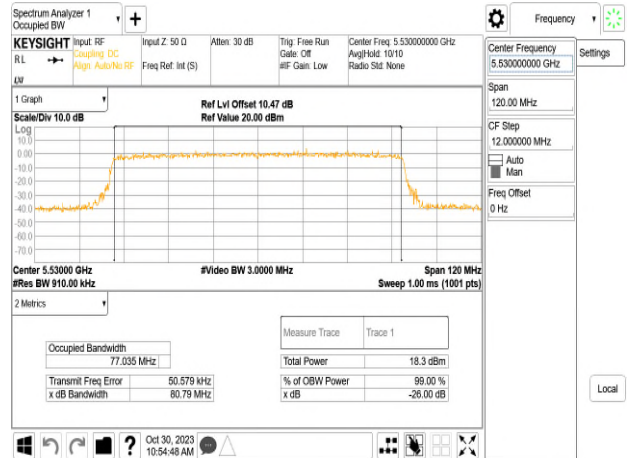 Spectrum Analyzer 1
Occupied BW
Frequency
KEYSIGHT
RL
LXI
Input: RF
Coupling: DC
Align: Auto/No RF
Input Z: 50 Ω
Freq Ref: Int (S)
Atten: 30 dB
Trig: Free Run
Gate: Off
#IF Gain: Low
Center Freq: 5.530000000 GHz
Avg|Hold: 10/10
Radio Std: None
Center Frequency
5.530000000 GHz
Settings
Span
120.00 MHz
CF Step
12.000000 MHz
Auto
Man
Freq Offset
0 Hz
Local
1 Graph
Scale/Div 10.0 dB
Ref Lvl Offset 10.47 dB
Ref Value 20.00 dBm
Log
10.0
0.00
-10.0
-20.0
-30.0
-40.0
-50.0
-60.0
-70.0
Center 5.53000 GHz
#Res BW 910.00 kHz
#Video BW 3.0000 MHz
Span 120 MHz
Sweep 1.00 ms (1001 pts)
2 Metrics
Measure Trace
Trace 1
Occupied Bandwidth
77.035 MHz
Total Power
18.3 dBm
Transmit Freq Error
50.579 kHz
% of OBW Power
99.00 %
x dB Bandwidth
80.79 MHz
x dB
-26.00 dB
?
Oct 30, 2023
10:54:48 AM